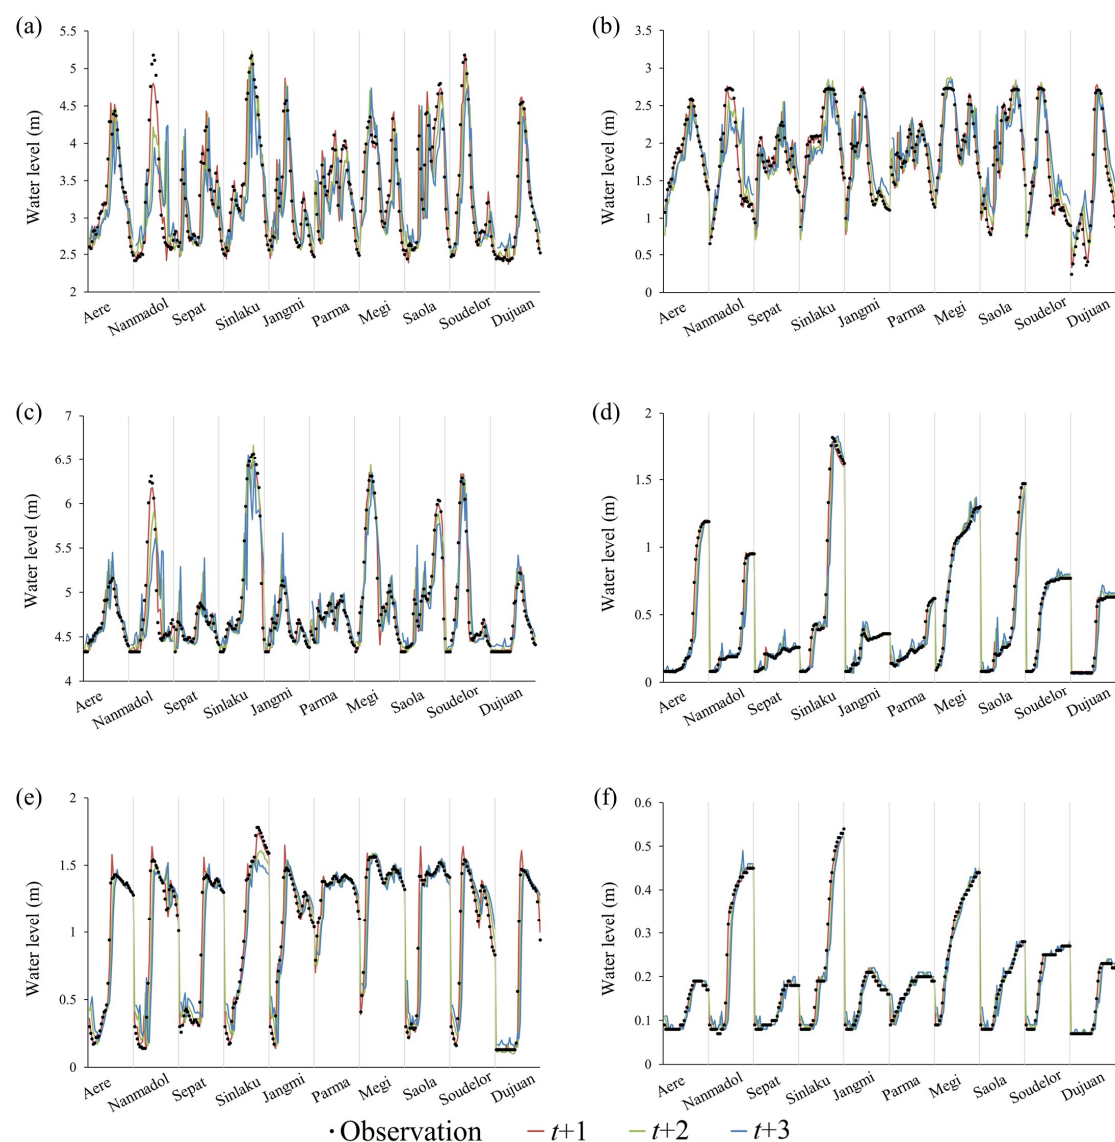 (a)
5.5
5
4.5
4
3.5
3
2.5
2
Water level (m)
Aere
Nanmadol
Sepat
Sinlaku
Jangmi
Parma
Megi
Saola
Soudelor
Dujuan
(b)
3.5
3
2.5
2
1.5
1
0.5
0
Water level (m)
Aere
Nanmadol
Sepat
Sinlaku
Jangmi
Parma
Megi
Saola
Soudelor
Dujuan
(c)
7
6.5
6
5.5
5
4.5
4
Water level (m)
Aere
Nanmadol
Sepat
Sinlaku
Jangmi
Parma
Megi
Saola
Soudelor
Dujuan
(d)
2
1.5
1
0.5
0
Water level (m)
Aere
Nanmadol
Sepat
Sinlaku
Jangmi
Parma
Megi
Saola
Soudelor
Dujuan
(e)
2
1.5
1
0.5
0
Water level (m)
Aere
Nanmadol
Sepat
Sinlaku
Jangmi
Parma
Megi
Saola
Soudelor
Dujuan
(f)
0.6
0.5
0.4
0.3
0.2
0.1
0
Water level (m)
Aere
Nanmadol
Sepat
Sinlaku
Jangmi
Parma
Megi
Saola
Soudelor
Dujuan
Observation t+1 t+2 t+3